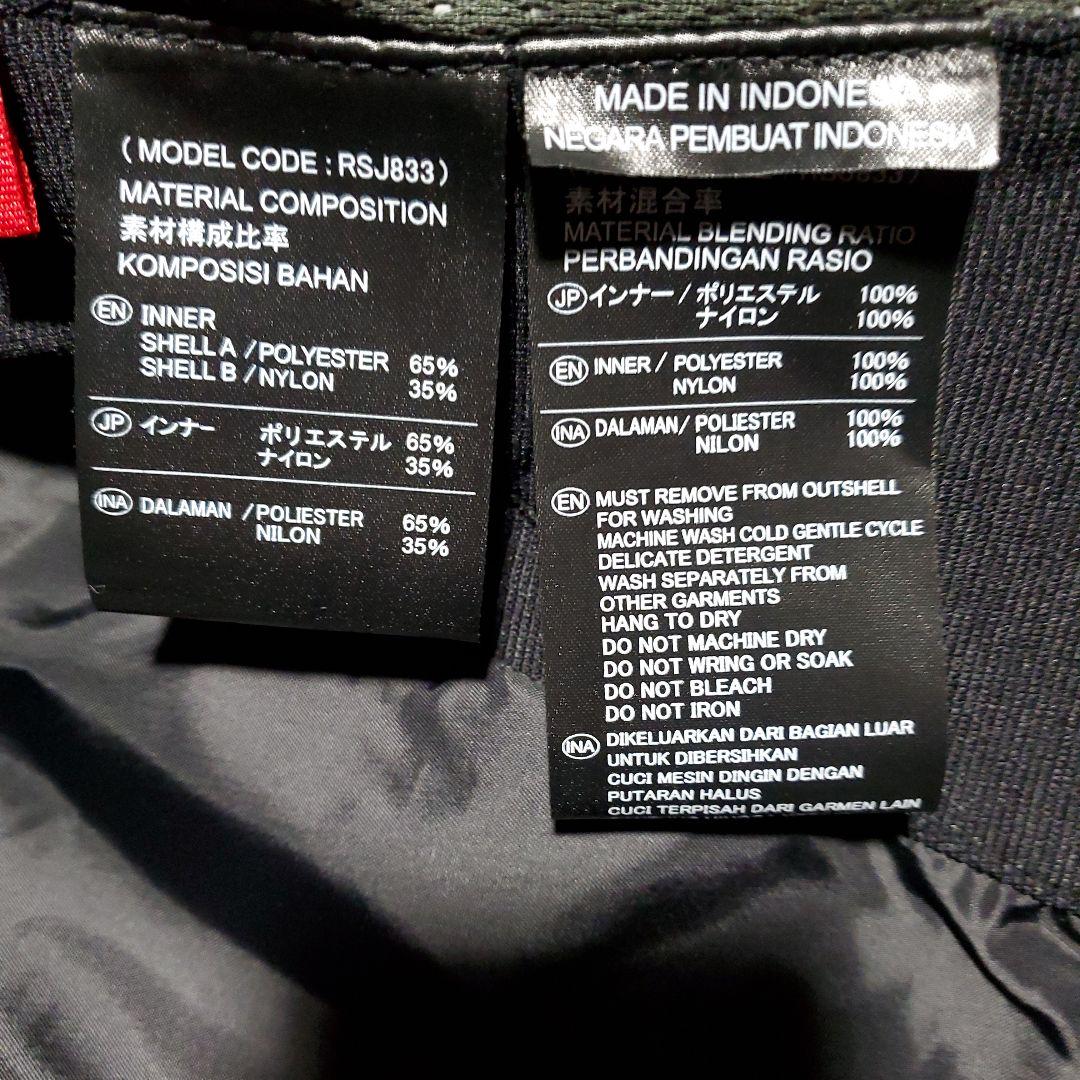 ( MODEL CODE : RSJ833 )
MATERIAL COMPOSITION
素材構成比率
KOMPOSISI BAHAN
EN INNER
SHELL A / POLYESTER 65%
SHELL B / NYLON 35%
JP インナー ポリエステル 65%
ナイロン 35%
INA DALAMAN / POLIESTER 65%
NILON 35%
MADE IN INDONESIA
NEGARA PEMBUAT INDONESIA
素材混合率
MATERIAL BLENDING RATIO
PERBANDINGAN RASIO
JP インナー / ポリエステル 100%
ナイロン 100%
EN INNER / POLYESTER 100%
NYLON 100%
INA DALAMAN / POLIESTER 100%
NILON 100%
EN MUST REMOVE FROM OUTSHELL
FOR WASHING
MACHINE WASH COLD GENTLE CYCLE
DELICATE DETERGENT
WASH SEPARATELY FROM
OTHER GARMENTS
HANG TO DRY
DO NOT MACHINE DRY
DO NOT WRING OR SOAK
DO NOT BLEACH
DO NOT IRON
INA DIKELUARKAN DARI BAGIAN LUAR
UNTUK DIBERSIHKAN
CUCI MESIN DINGIN DENGAN
PUTARAN HALUS
CUCI TERPISAH DARI GARMEN LAIN